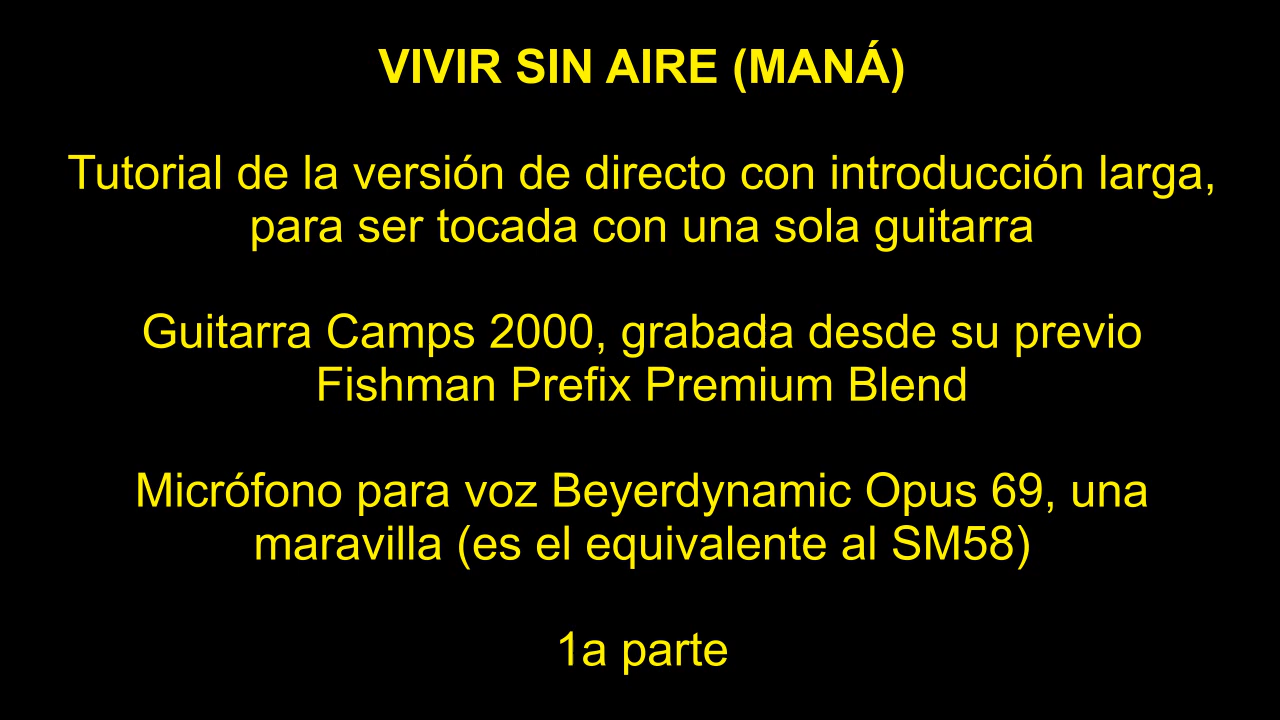 VIVIR SIN AIRE (MANÁ)
Tutorial de la versión de directo con introducción larga,
para ser tocada con una sola guitarra
Guitarra Camps 2000, grabada desde su previo
Fishman Prefix Premium Blend
Micrófono para voz Beyerdynamic Opus 69, una
maravilla (es el equivalente al SM58)
1a parte